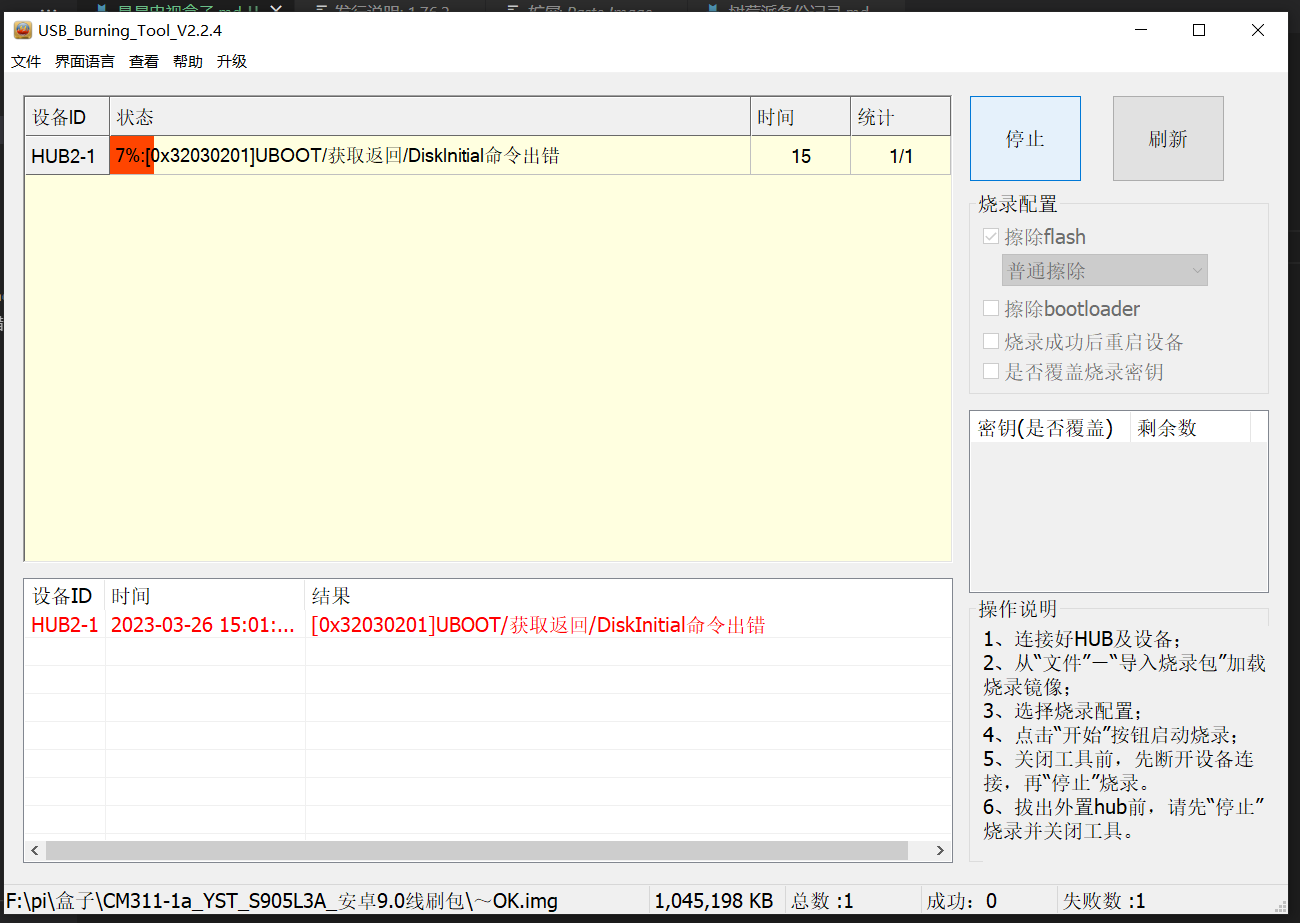 USB_Burning_Tool_V2.2.4
文件 界面语言 查看 帮助 升级
设备ID 状态 时间 统计
HUB2-1 7%:[0x32030201]UBOOT/获取返回/DiskInitial命令出错 15 1/1
停止 刷新
烧录配置
擦除flash
普通擦除
擦除bootloader
烧录成功后重启设备
是否覆盖烧录密钥
密钥(是否覆盖) 剩余数
设备ID 时间 结果
HUB2-1 2023-03-26 15:01:... [0x32030201]UBOOT/获取返回/DiskInitial命令出错
操作说明
1、连接好HUB及设备；
2、从“文件”—“导入烧录包”加载
烧录镜像；
3、选择烧录配置；
4、点击“开始”按钮启动烧录；
5、关闭工具前，先断开设备连
接，再“停止”烧录。
6、拔出外置hub前，请先“停止”
烧录并关闭工具。
F:\pi\盒子\CM311-1a_YST_S905L3A_安卓9.0线刷包\～OK.img 1,045,198 KB 总数 :1 成功：0 失败数 :1